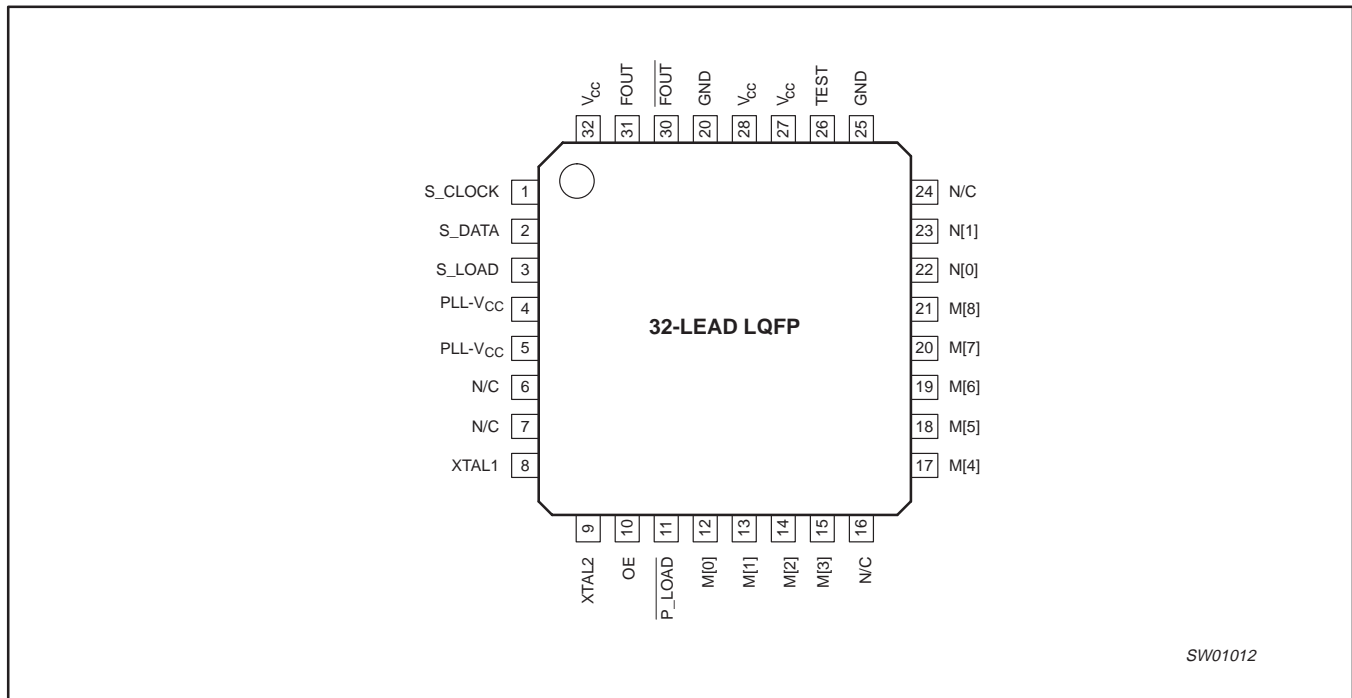 VCC
FOUT
FOUT
GND
VCC
VCC
TEST
GND
32
31
30
20
28
27
26
25
S_CLOCK 1
S_DATA 2
S_LOAD 3
PLL-VCC 4
PLL-VCC 5
N/C 6
N/C 7
XTAL1 8
32-LEAD LQFP
24 N/C
23 N[1]
22 N[0]
21 M[8]
20 M[7]
19 M[6]
18 M[5]
17 M[4]
9
10
11
12
13
14
15
16
XTAL2
OE
P_LOAD
M[0]
M[1]
M[2]
M[3]
N/C
SW01012